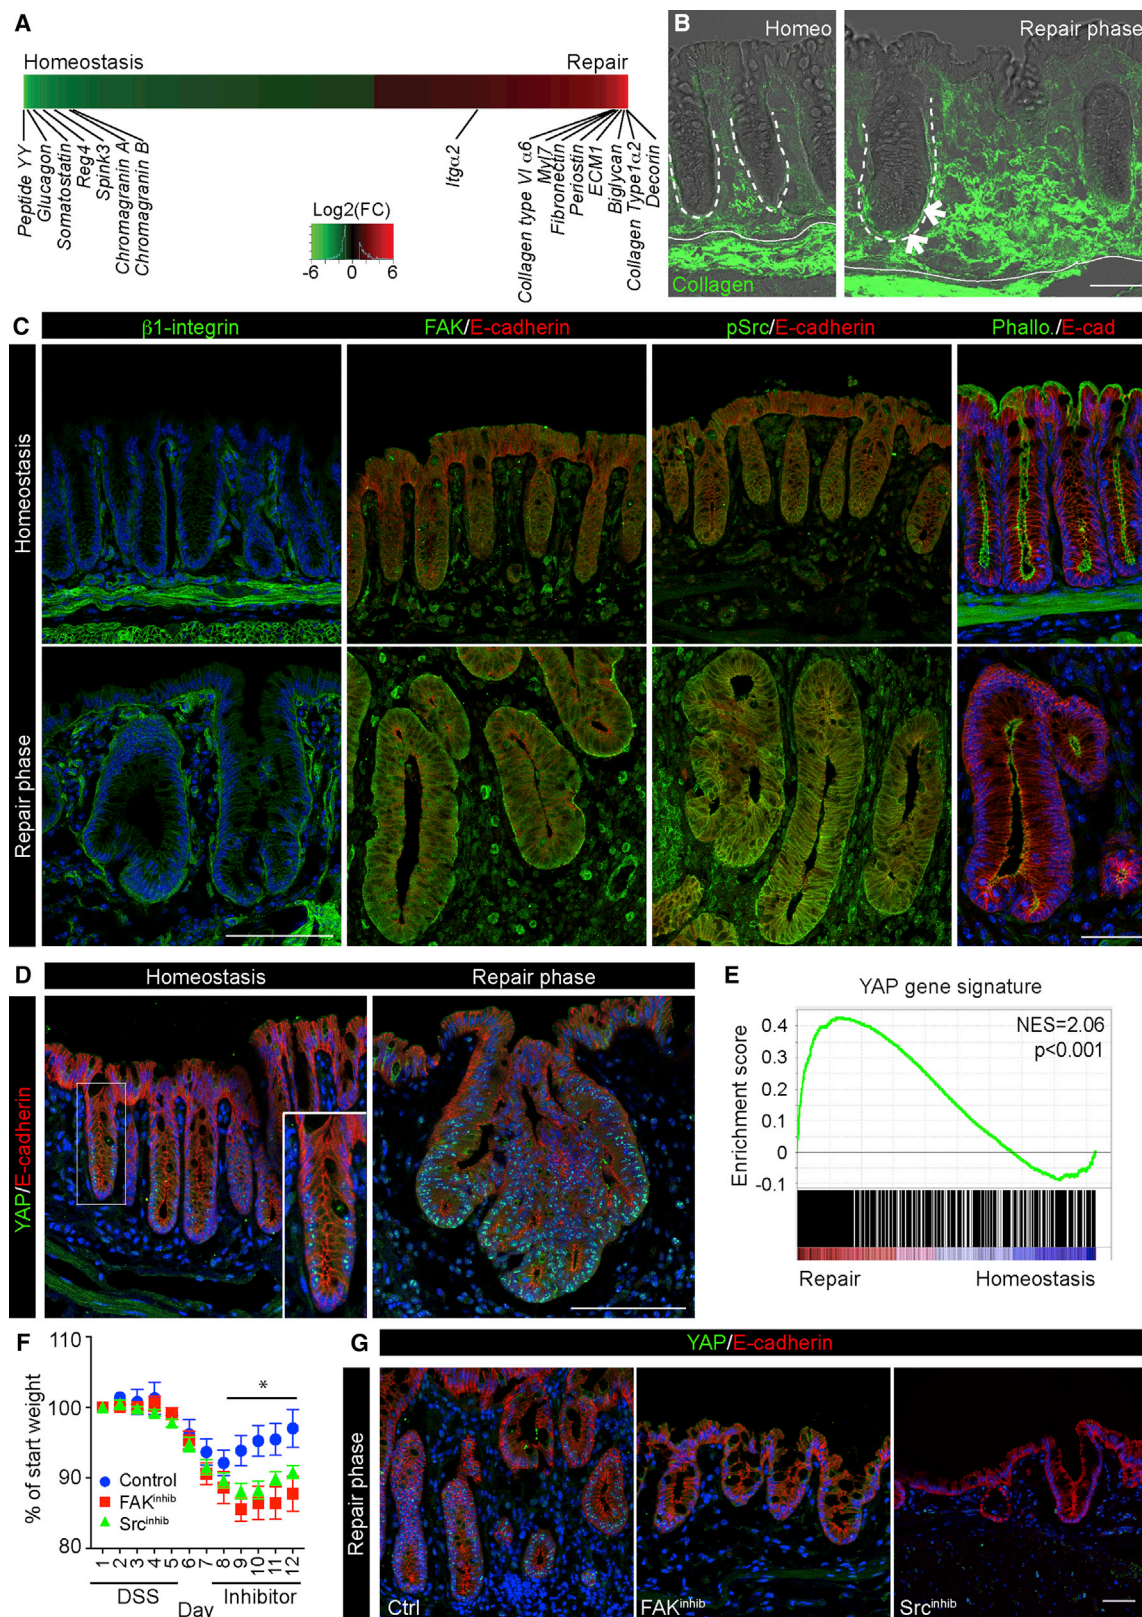 A
Homeostasis
Repair
Peptide YY
Glucagon
Somatostatin
Reg4
Spink3
Chromagranin A
Chromagranin B
Itgα2
Collagen type VI α6
Myl7
Fibronectin
Periostin
ECM1
Biglycan
Collagen Type1α2
Decorin
Log2(FC)
-6 0 6
B
Homeo
Repair phase
Collagen
C
β1-integrin
FAK/E-cadherin
pSrc/E-cadherin
Phallo./E-cad
Homeostasis
Repair phase
D
Homeostasis
Repair phase
YAP/E-cadherin
E
YAP gene signature
NES=2.06
p<0.001
Enrichment score
0.4
0.3
0.2
0.1
0
-0.1
Repair
Homeostasis
F
% of start weight
110
100
90
80
Control
FAKinhib
Srcinhib
*
1 2 3 4 5 6 7 8 9 10 11 12
DSS
Day
Inhibitor
G
YAP/E-cadherin
Repair phase
Ctrl
FAKinhib
Srcinhib